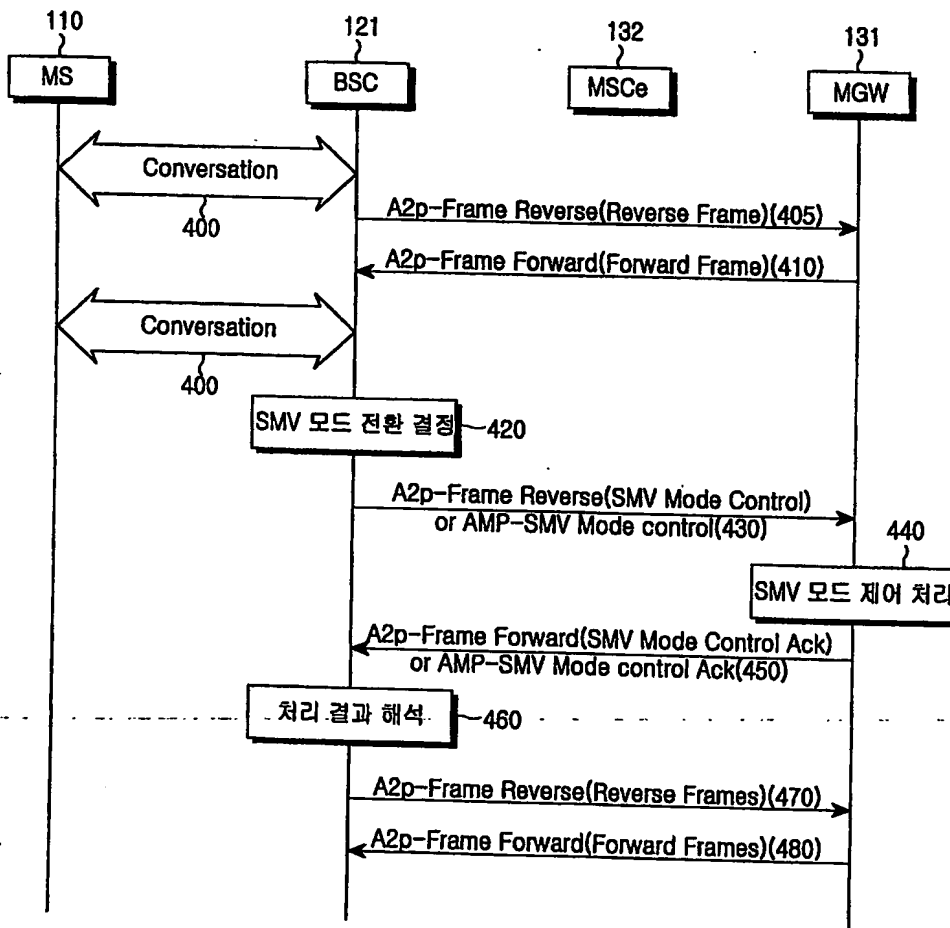 110
121
132
131
MS
BSC
MSCe
MGW
Conversation
400
A2p-Frame Reverse(Reverse Frame)(405)
A2p-Frame Forward(Forward Frame)(410)
Conversation
400
SMV 모드 전환 결정
420
A2p-Frame Reverse(SMV Mode Control)
or AMP-SMV Mode control(430)
440
SMV 모드 제어 처리
A2p-Frame Forward(SMV Mode Control Ack)
or AMP-SMV Mode control Ack(450)
처리 결과 해석
460
A2p-Frame Reverse(Reverse Frames)(470)
A2p-Frame Forward(Forward Frames)(480)